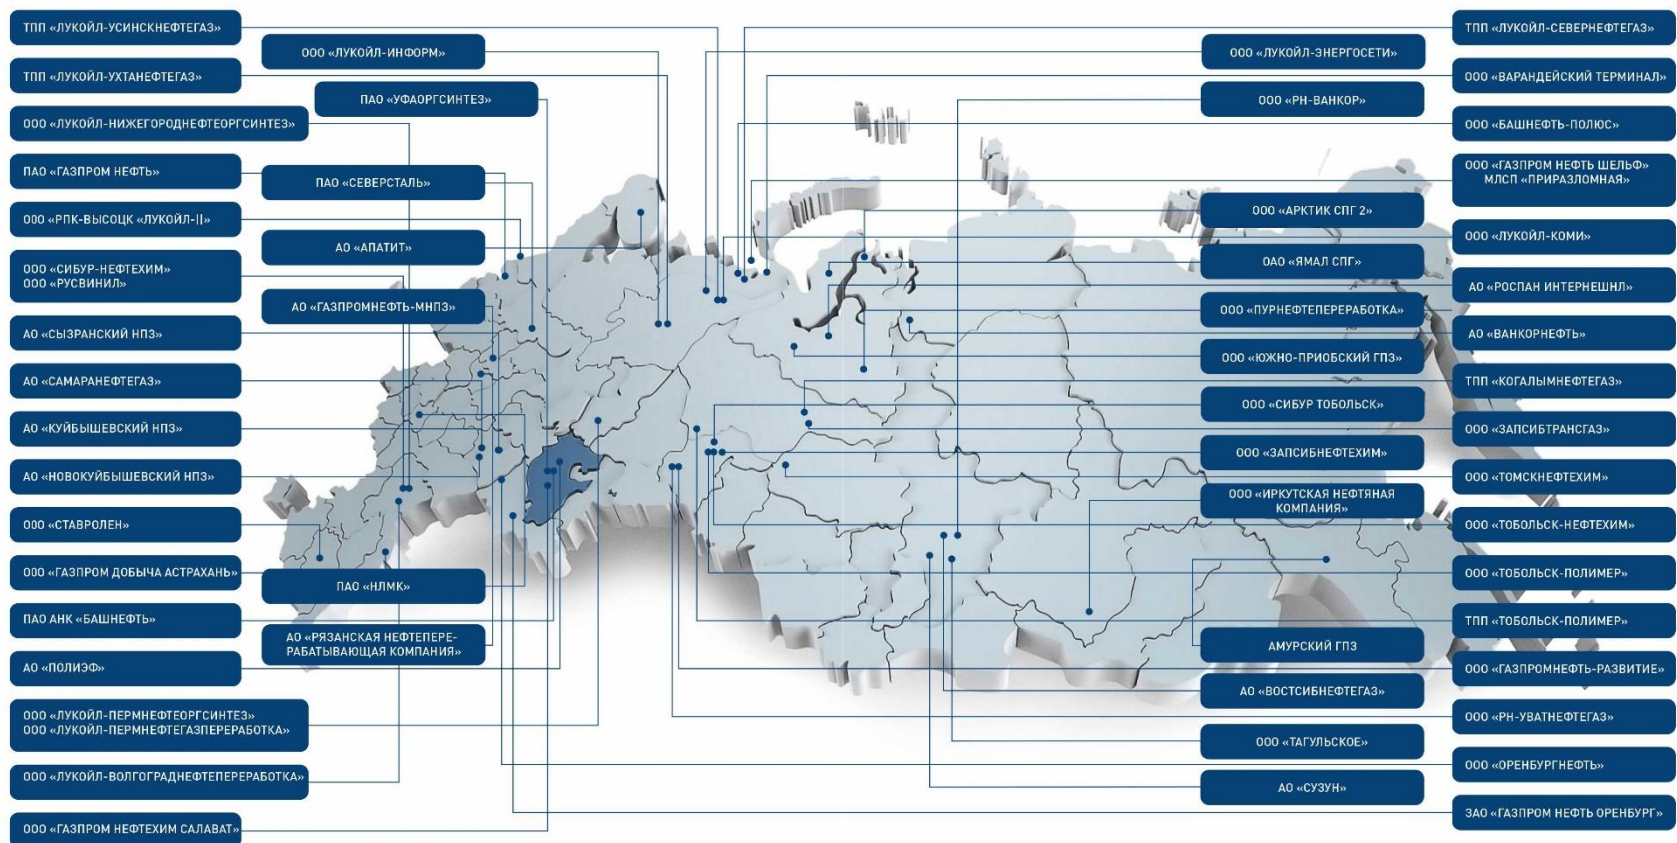 ТПП «ЛУКОЙЛ-УСИНСКНЕФТЕГАЗ»
ТПП «ЛУКОЙЛ-УХТАНЕФТЕГАЗ»
ООО «ЛУКОЙЛ-НИЖЕГОРОДНЕФТЕОРГСИНТЕЗ»
ПАО «ГАЗПРОМ НЕФТЬ»
ООО «РПК-ВЫСОЦК «ЛУКОЙЛ-||»
ООО «СИБУР-НЕФТЕХИМ»
ООО «РУСВИНИЛ»
АО «СЫЗРАНСКИЙ НПЗ»
АО «САМАРАНЕФТЕГАЗ»
АО «КУЙБЫШЕВСКИЙ НПЗ»
АО «НОВОКУЙБЫШЕВСКИЙ НПЗ»
ООО «СТАВРОЛЕН»
ООО «ГАЗПРОМ ДОБЫЧА АСТРАХАНЬ»
ПАО АНК «БАШНЕФТЬ»
АО «ПОЛИЭФ»
ООО «ЛУКОЙЛ-ПЕРМНЕФТЕОРГСИНТЕЗ»
ООО «ЛУКОЙЛ-ПЕРМНЕФТЕГАЗПЕРЕРАБОТКА»
ООО «ЛУКОЙЛ-ВОЛГОГРАДНЕФТЕПЕРЕРАБОТКА»
ООО «ГАЗПРОМ НЕФТЕХИМ САЛАВАТ»
ООО «ЛУКОЙЛ-ИНФОРМ»
ПАО «УФАОРГСИНТЕЗ»
ПАО «СЕВЕРСТАЛЬ»
АО «АПАТИТ»
АО «ГАЗПРОМНЕФТЬ-МНПЗ»
ПАО «НЛМК»
АО «РЯЗАНСКАЯ НЕФТЕПЕРЕ-
РАБАТЫВАЮЩАЯ КОМПАНИЯ»
ООО «ЛУКОЙЛ-ЭНЕРГОСЕТИ»
ООО «РН-ВАНКОР»
ООО «АРКТИК СПГ 2»
ОАО «ЯМАЛ СПГ»
ООО «ПУРНЕФТЕПЕРЕРАБОТКА»
ООО «ЮЖНО-ПРИОБСКИЙ ГПЗ»
ООО «СИБУР ТОБОЛЬСК»
ООО «ЗАПСИБНЕФТЕХИМ»
ООО «ИРКУТСКАЯ НЕФТЯНАЯ
КОМПАНИЯ»
АМУРСКИЙ ГПЗ
АО «ВОСТСИБНЕФТЕГАЗ»
ООО «ТАГУЛЬСКОЕ»
АО «СУЗУН»
ТПП «ЛУКОЙЛ-СЕВЕРНЕФТЕГАЗ»
ООО «ВАРАНДЕЙСКИЙ ТЕРМИНАЛ»
ООО «БАШНЕФТЬ-ПОЛЮС»
ООО «ГАЗПРОМ НЕФТЬ ШЕЛЬФ»
МЛСП «ПРИРАЗЛОМНАЯ»
ООО «ЛУКОЙЛ-КОМИ»
АО «РОСПАН ИНТЕРНЕШНЛ»
АО «ВАНКОРНЕФТЬ»
ТПП «КОГАЛЫМНЕФТЕГАЗ»
ООО «ЗАПСИБТРАНСГАЗ»
ООО «ТОМСКНЕФТЕХИМ»
ООО «ТОБОЛЬСК-НЕФТЕХИМ»
ООО «ТОБОЛЬСК-ПОЛИМЕР»
ТПП «ТОБОЛЬСК-ПОЛИМЕР»
ООО «ГАЗПРОМНЕФТЬ-РАЗВИТИЕ»
ООО «РН-УВАТНЕФТЕГАЗ»
ООО «ОРЕНБУРГНЕФТЬ»
ЗАО «ГАЗПРОМ НЕФТЬ ОРЕНБУРГ»